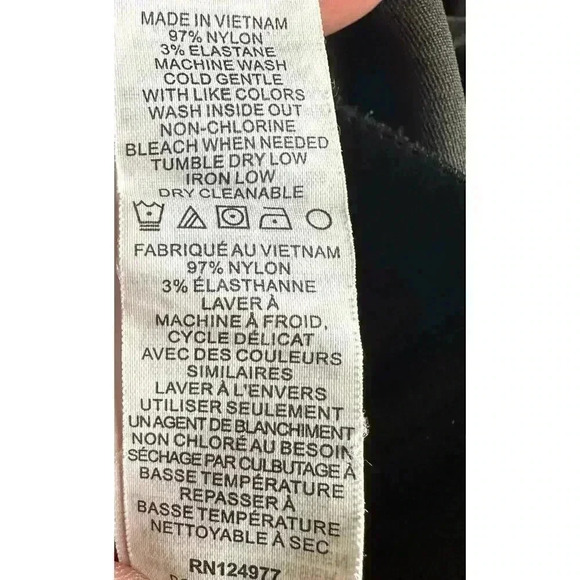 MADE IN VIETNAM
97% NYLON
3% ELASTANE
MACHINE WASH
COLD GENTLE
WITH LIKE COLORS
WASH INSIDE OUT
NON-CHLORINE
BLEACH WHEN NEEDED
TUMBLE DRY LOW
IRON LOW
DRY CLEANABLE
FABRIQUÉ AU VIETNAM
97% NYLON
3% ÉLASTHANNE
LAVER À
MACHINE À FROID,
CYCLE DÉLICAT
AVEC DES COULEURS
SIMILAIRES
LAVER À L'ENVERS
UTILISER SEULEMENT
UN AGENT DE BLANCHIMENT
NON CHLORÉ AU BESOIN
SÉCHAGE PAR CULBUTAGE À
BASSE TEMPÉRATURE
REPASSER À
BASSE TEMPÉRATURE
NETTOYABLE À SEC
RN124977